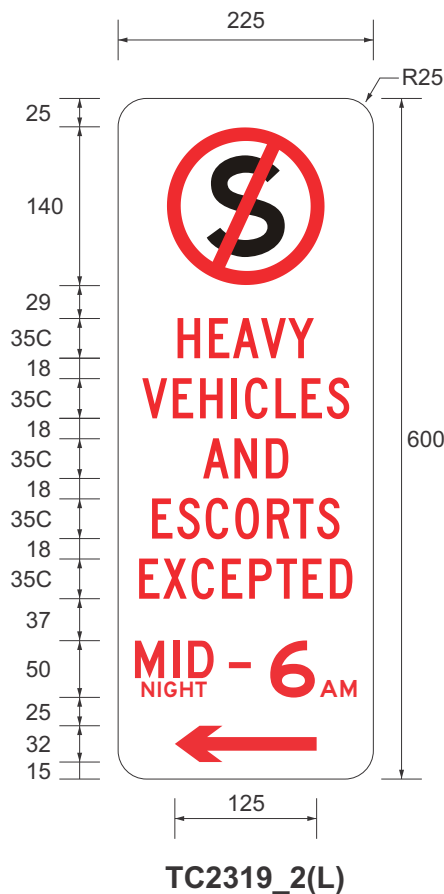 225
R25
25
140
S
29
35C
HEAVY
18
35C
VEHICLES
18
35C
AND
600
18
35C
ESCORTS
18
35C
EXCEPTED
37
50
MID - 6 AM
NIGHT
25
32
15
125
TC2319_2(L)